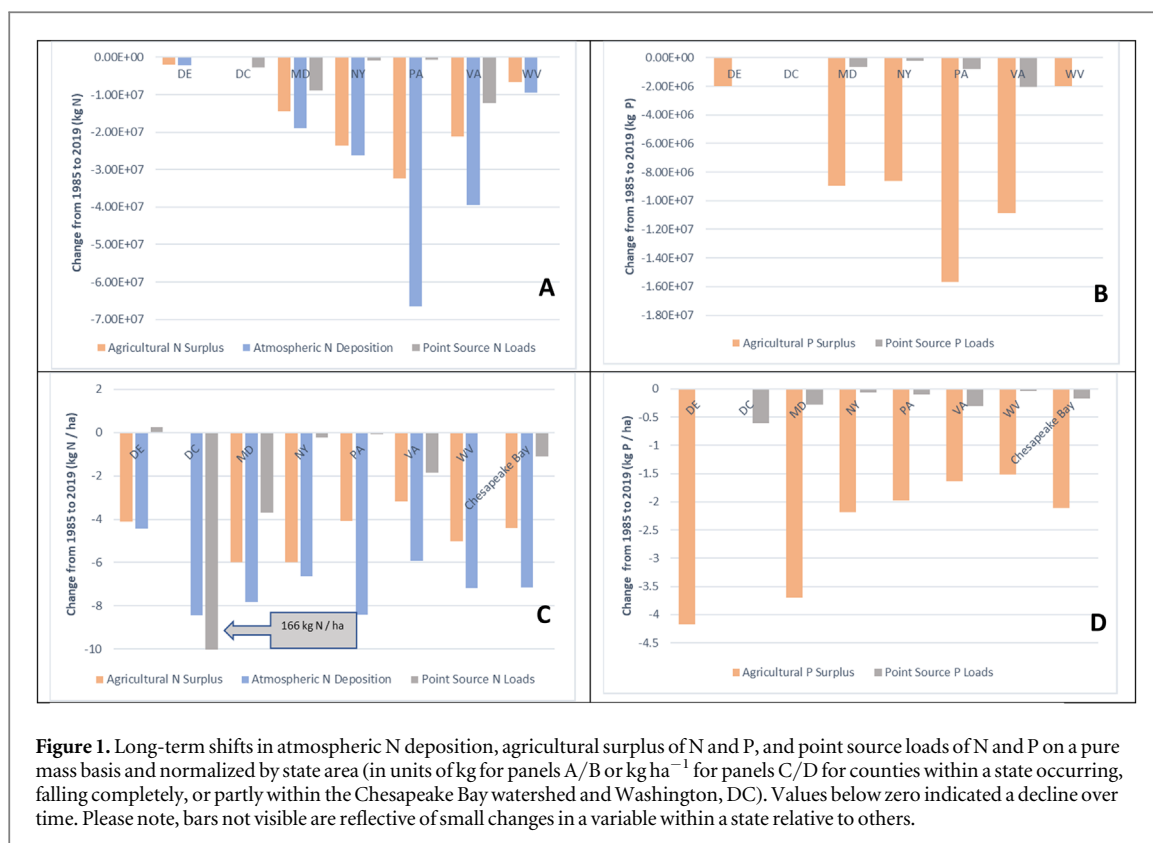 Change from 1985 to 2019 (kg N)
0.00E+00
-1.00E+07
-2.00E+07
-3.00E+07
-4.00E+07
-5.00E+07
-6.00E+07
-7.00E+07
DE DC MD NY PA VA WV
A
Agricultural N Surplus Atmospheric N Deposition Point Source N Loads
Change from 1985 to 2019 (kg P)
0.00E+00
-2.00E+06
-4.00E+06
-6.00E+06
-8.00E+06
-1.00E+07
-1.20E+07
-1.40E+07
-1.60E+07
-1.80E+07
DE DC MD NY PA VA WV
B
Agricultural P Surplus Point Source P Loads
Change from 1985 to 2019 (kg N / ha)
2
0
-2
-4
-6
-8
-10
DE DC MD NY PA VA WV Chesapeake Bay
166 kg N / ha
C
Agricultural N Surplus Atmospheric N Deposition Point Source N Loads
Change from 1985 to 2019 (kg P / ha)
0
-0.5
-1
-1.5
-2
-2.5
-3
-3.5
-4
-4.5
DE DC MD NY PA VA WV Chesapeake Bay
D
Agricultural P Surplus Point Source P Loads
Figure 1. Long-term shifts in atmospheric N deposition, agricultural surplus of N and P, and point source loads of N and P on a pure
mass basis and normalized by state area (in units of kg for panels A/B or kg ha⁻¹ for panels C/D for counties within a state occurring,
falling completely, or partly within the Chesapeake Bay watershed and Washington, DC). Values below zero indicated a decline over
time. Please note, bars not visible are reflective of small changes in a variable within a state relative to others.